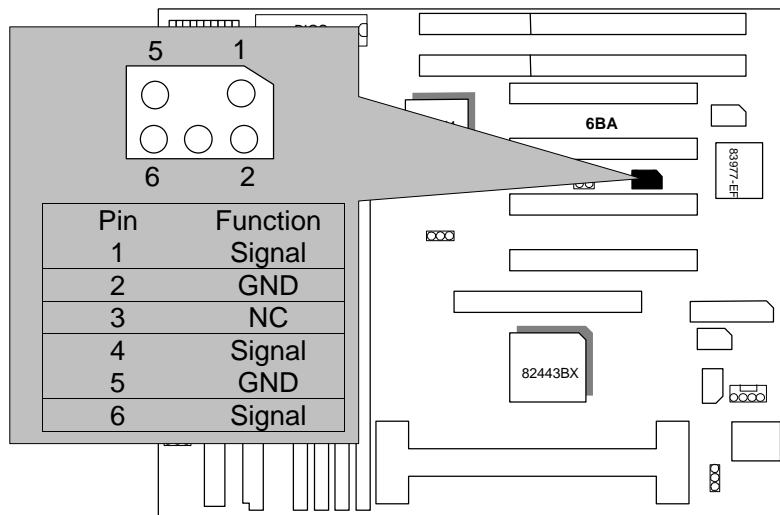 5 1
6 2
Pin Function
1 Signal
2 GND
3 NC
4 Signal
5 GND
6 Signal
6BA
83977-EF
82443BX